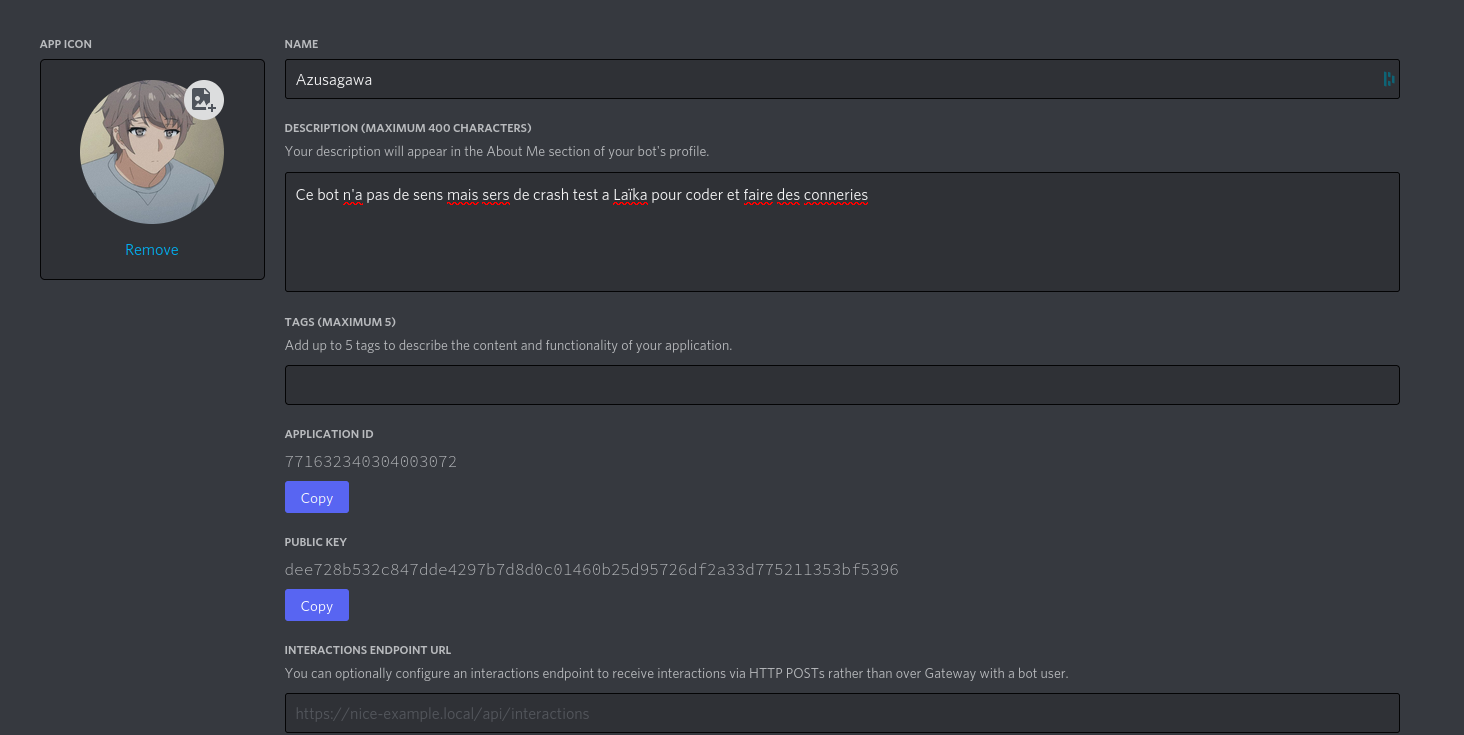 APP ICON
Remove
NAME
Azusagawa
DESCRIPTION (MAXIMUM 400 CHARACTERS)
Your description will appear in the About Me section of your bot's profile.
Ce bot n'a pas de sens mais sers de crash test a Laïka pour coder et faire des conneries
TAGS (MAXIMUM 5)
Add up to 5 tags to describe the content and functionality of your application.
APPLICATION ID
771632340304003072
Copy
PUBLIC KEY
dee728b532c847dde4297b7d8d0c01460b25d95726df2a33d775211353bf5396
Copy
INTERACTIONS ENDPOINT URL
You can optionally configure an interactions endpoint to receive interactions via HTTP POSTs rather than over Gateway with a bot user.
https://nice-example.local/api/interactions